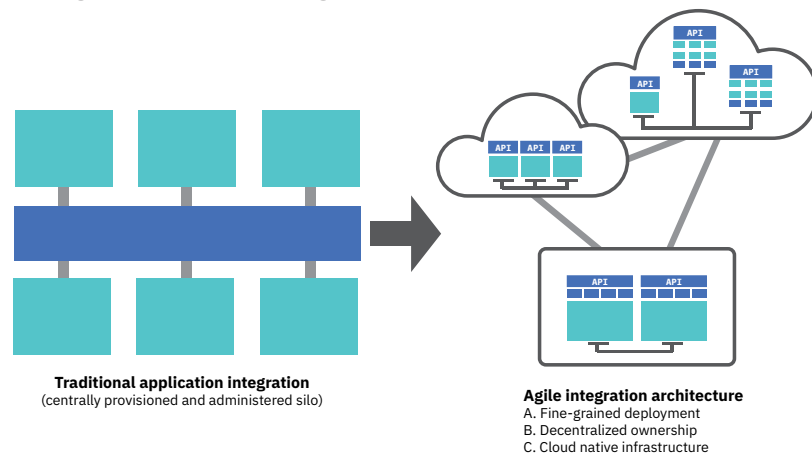 API
API
API
API API API
API API
Traditional application integration
(centrally provisioned and administered silo)
Agile integration architecture
A. Fine-grained deployment
B. Decentralized ownership
C. Cloud native infrastructure